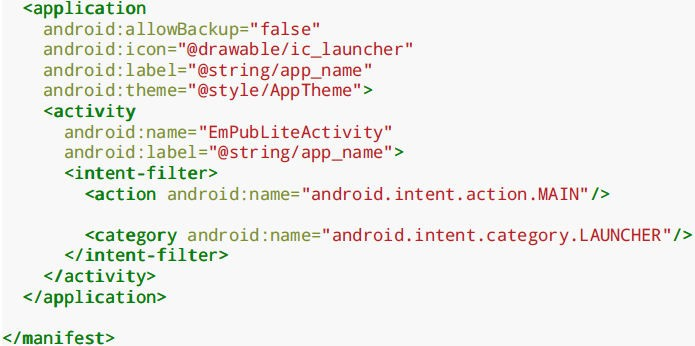 <application
android:allowBackup="false"
android:icon="@drawable/ic_launcher"
android:label="@string/app_name"
android:theme="@style/AppTheme">
<activity
android:name="EmPubLiteActivity"
android:label="@string/app_name">
<intent-filter>
<action android:name="android.intent.action.MAIN"/>
<category android:name="android.intent.category.LAUNCHER"/>
</intent-filter>
</activity>
</application>
</manifest>